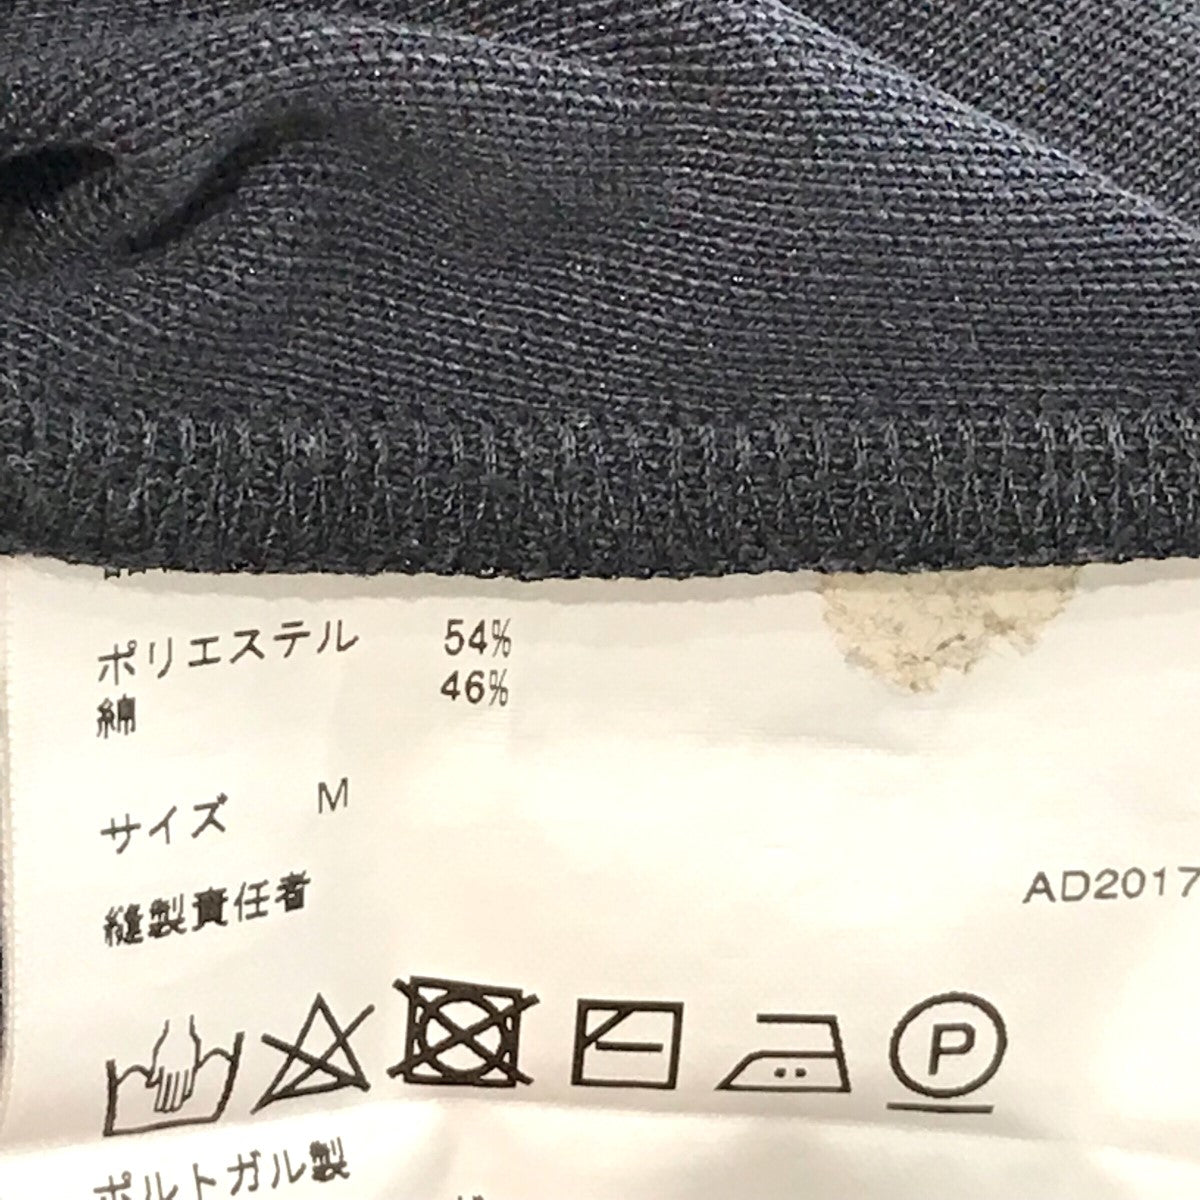 ポリエステル 54%
綿 46%
サイズ M
縫製責任者
AD2017
P
ポルトガル製